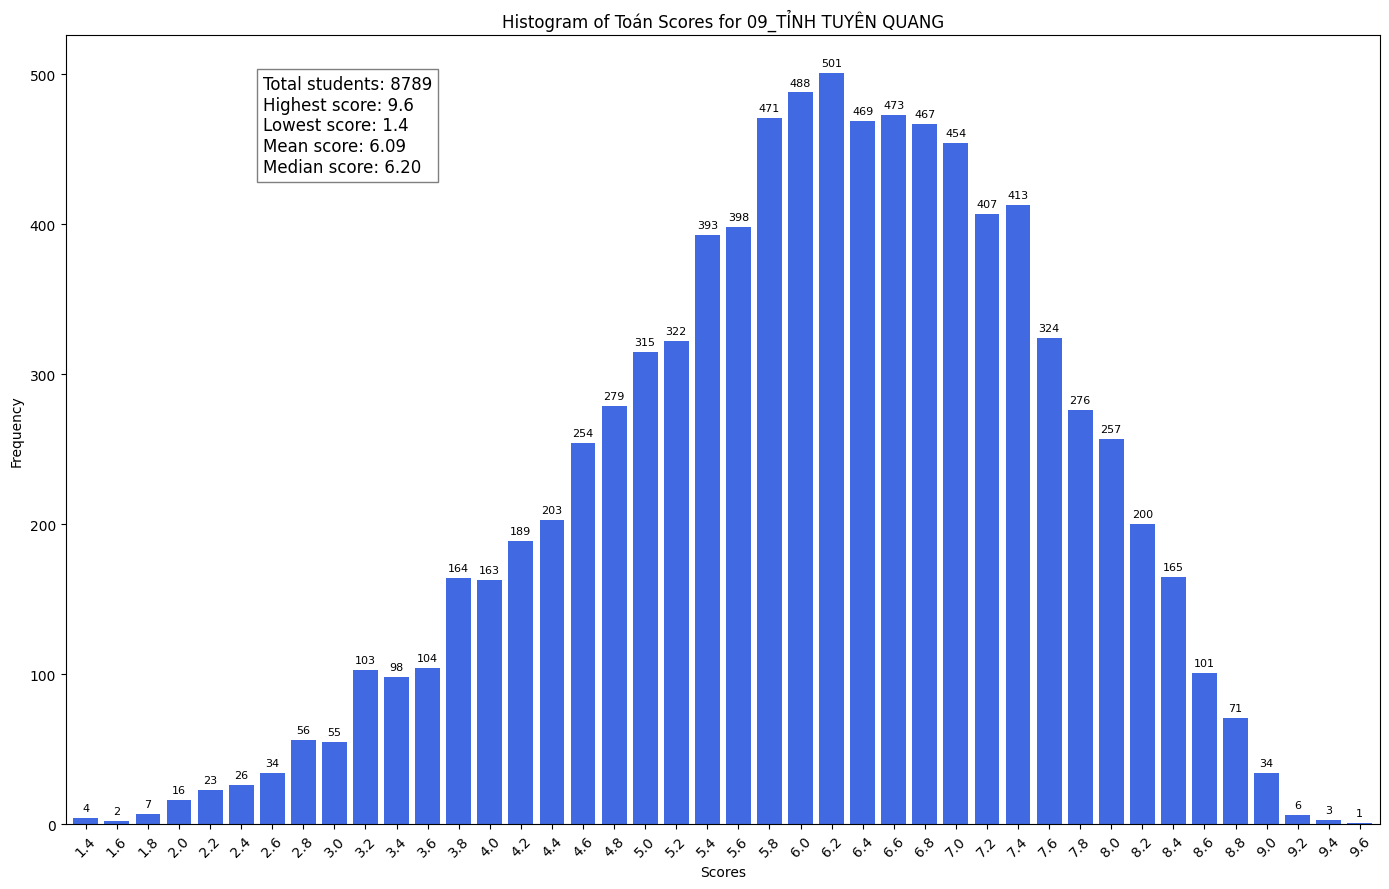 Histogram of Toán Scores for 09_TỈNH TUYÊN QUANG
Total students: 8789
Highest score: 9.6
Lowest score: 1.4
Mean score: 6.09
Median score: 6.20
Frequency
500
400
300
200
100
0
4 2 7 16 23 26 34 56 55 103 98 104 164 163 189 203 254 279 315 322 393 398 471 488 501 469 473 467 454 407 413 324 276 257 200 165 101 71 34 6 3 1
1.4 1.6 1.8 2.0 2.2 2.4 2.6 2.8 3.0 3.2 3.4 3.6 3.8 4.0 4.2 4.4 4.6 4.8 5.0 5.2 5.4 5.6 5.8 6.0 6.2 6.4 6.6 6.8 7.0 7.2 7.4 7.6 7.8 8.0 8.2 8.4 8.6 8.8 9.0 9.2 9.4 9.6
Scores